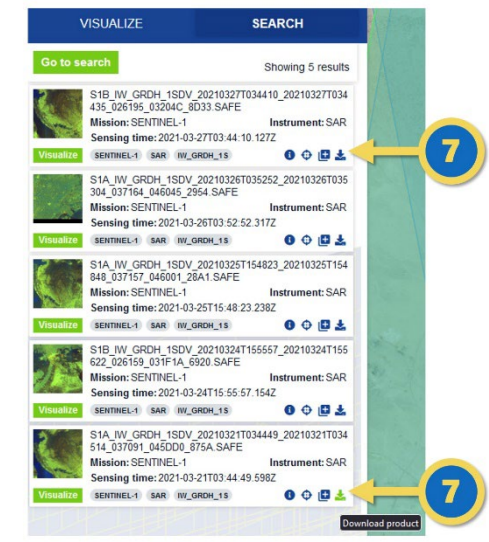 VISUALIZE SEARCH
Go to search Showing 5 results
S1B_IW_GRDH_1SDV_20210327T034410_20210327T034
435_026195_03204C_8D33.SAFE
Mission: SENTINEL-1 Instrument: SAR
Sensing time: 2021-03-27T03:44:10.127Z
Visualize SENTINEL-1 SAR IW_GRDH_1S
7
S1A_IW_GRDH_1SDV_20210326T035252_20210326T035
304_037164_046045_2954.SAFE
Mission: SENTINEL-1 Instrument: SAR
Sensing time: 2021-03-26T03:52:52.317Z
Visualize SENTINEL-1 SAR IW_GRDH_1S
S1A_IW_GRDH_1SDV_20210325T154823_20210325T154
848_037157_046001_28A1.SAFE
Mission: SENTINEL-1 Instrument: SAR
Sensing time: 2021-03-25T15:48:23.238Z
Visualize SENTINEL-1 SAR IW_GRDH_1S
S1B_IW_GRDH_1SDV_20210324T155557_20210324T155
622_026159_031F1A_6920.SAFE
Mission: SENTINEL-1 Instrument: SAR
Sensing time: 2021-03-24T15:55:57.154Z
Visualize SENTINEL-1 SAR IW_GRDH_1S
S1A_IW_GRDH_1SDV_20210321T034449_20210321T034
514_037091_045DD0_875A.SAFE
Mission: SENTINEL-1 Instrument: SAR
Sensing time: 2021-03-21T03:44:49.598Z
Visualize SENTINEL-1 SAR IW_GRDH_1S
7
Download product